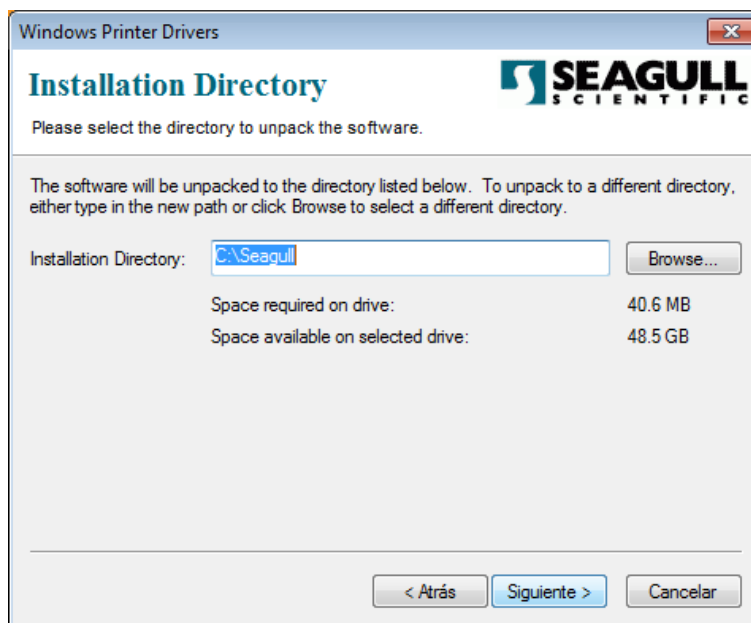 Windows Printer Drivers
Installation Directory
SEAGULL
SCIENTIFIC
Please select the directory to unpack the software.
The software will be unpacked to the directory listed below. To unpack to a different directory,
either type in the new path or click Browse to select a different directory.
Installation Directory: C:\Seagull Browse...
Space required on drive: 40.6 MB
Space available on selected drive: 48.5 GB
< Atrás Siguiente > Cancelar